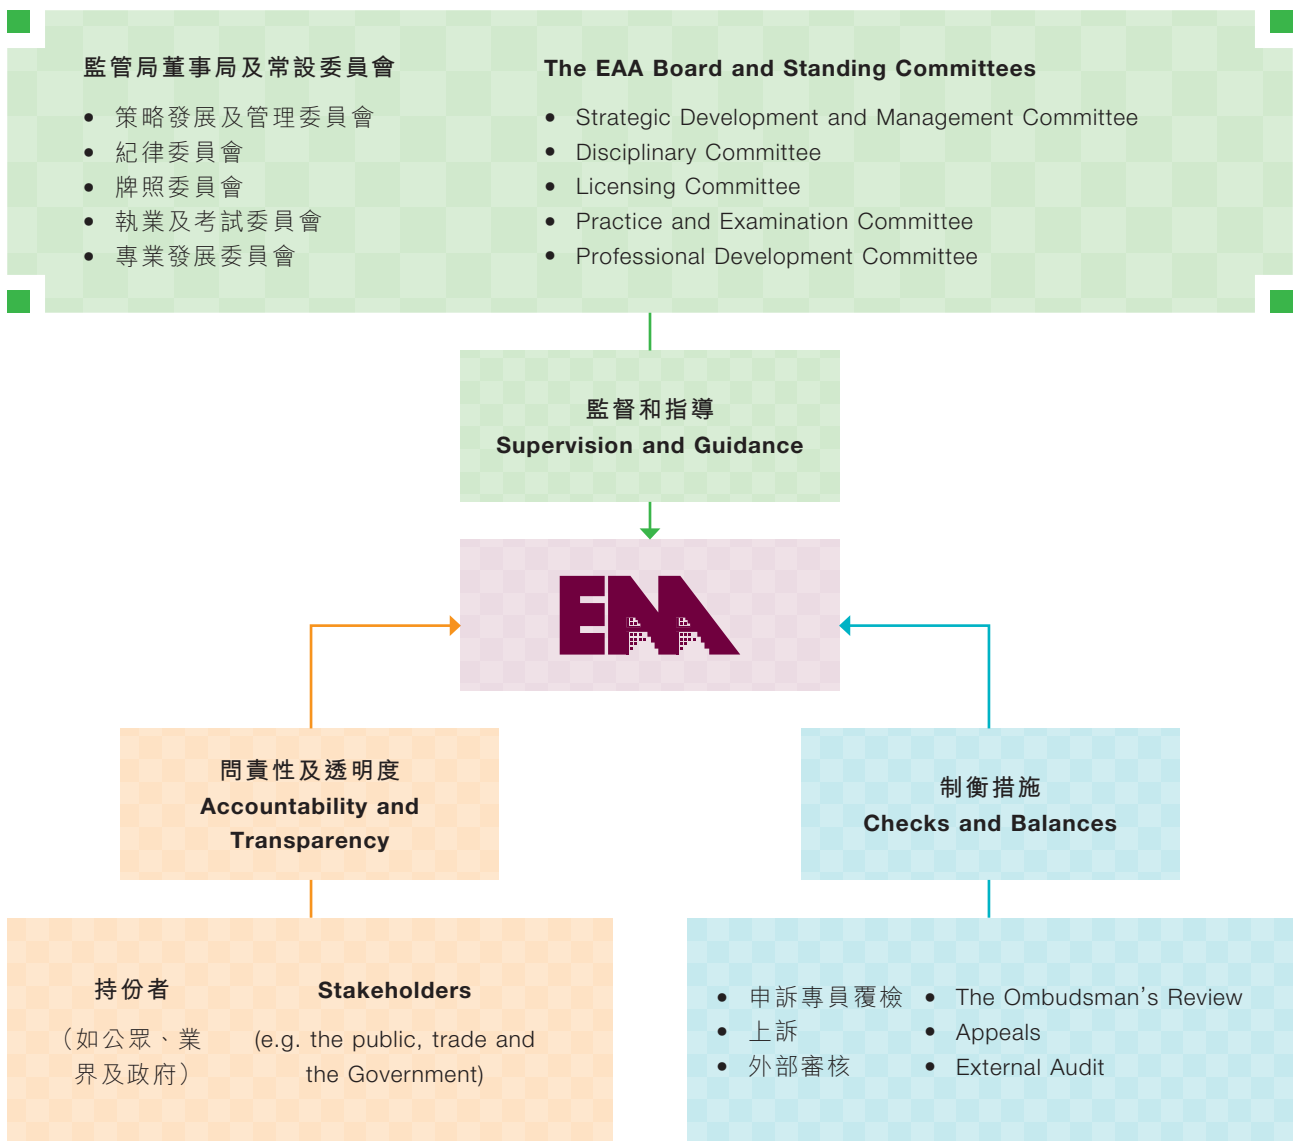 監管局董事局及常設委員會
• 策略發展及管理委員會
• 紀律委員會
• 牌照委員會
• 執業及考試委員會
• 專業發展委員會
The EAA Board and Standing Committees
• Strategic Development and Management Committee
• Disciplinary Committee
• Licensing Committee
• Practice and Examination Committee
• Professional Development Committee
監督和指導
Supervision and Guidance
EAA
問責性及透明度
Accountability and
Transparency
制衡措施
Checks and Balances
持份者
（如公眾、業
界及政府）
Stakeholders
(e.g. the public, trade and
the Government)
• 申訴專員覆檢
• 上訴
• 外部審核
• The Ombudsman's Review
• Appeals
• External Audit